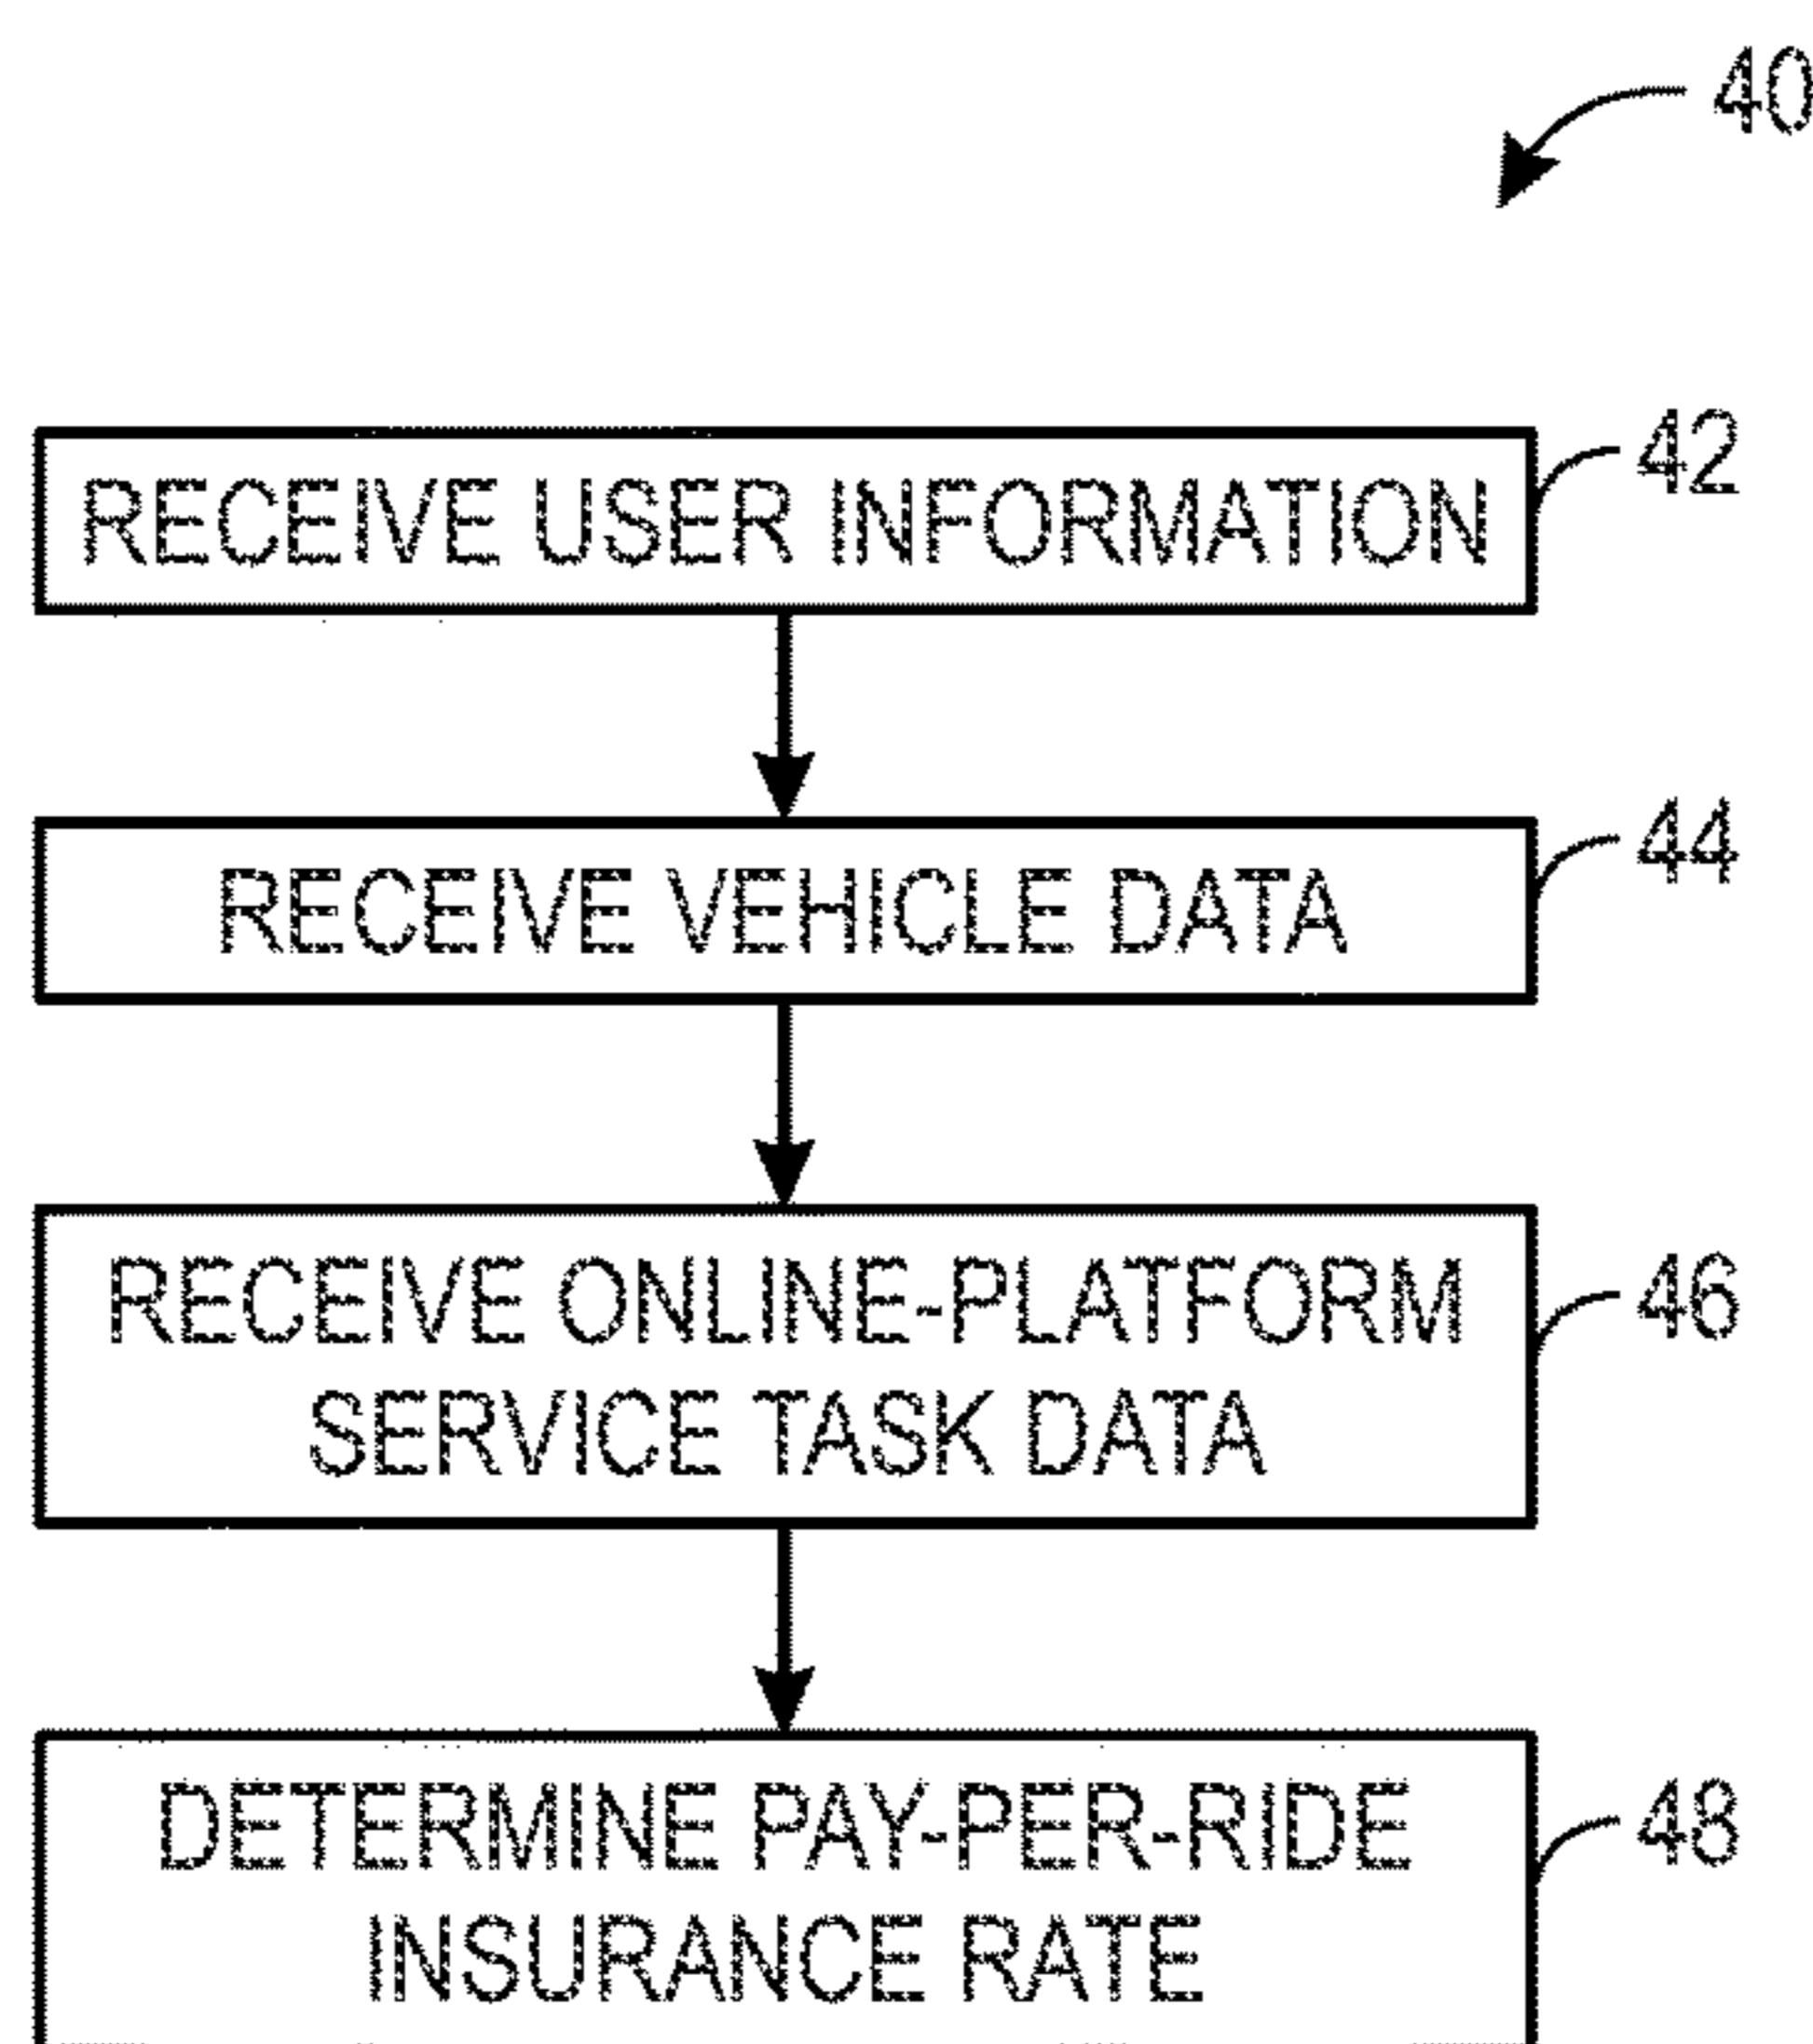 40
RECEIVE USER INFORMATION
42
RECEIVE VEHICLE DATA
44
RECEIVE ONLINE-PLATFORM
SERVICE TASK DATA
46
DETERMINE PAY-PER-RIDE
INSURANCE RATE
48